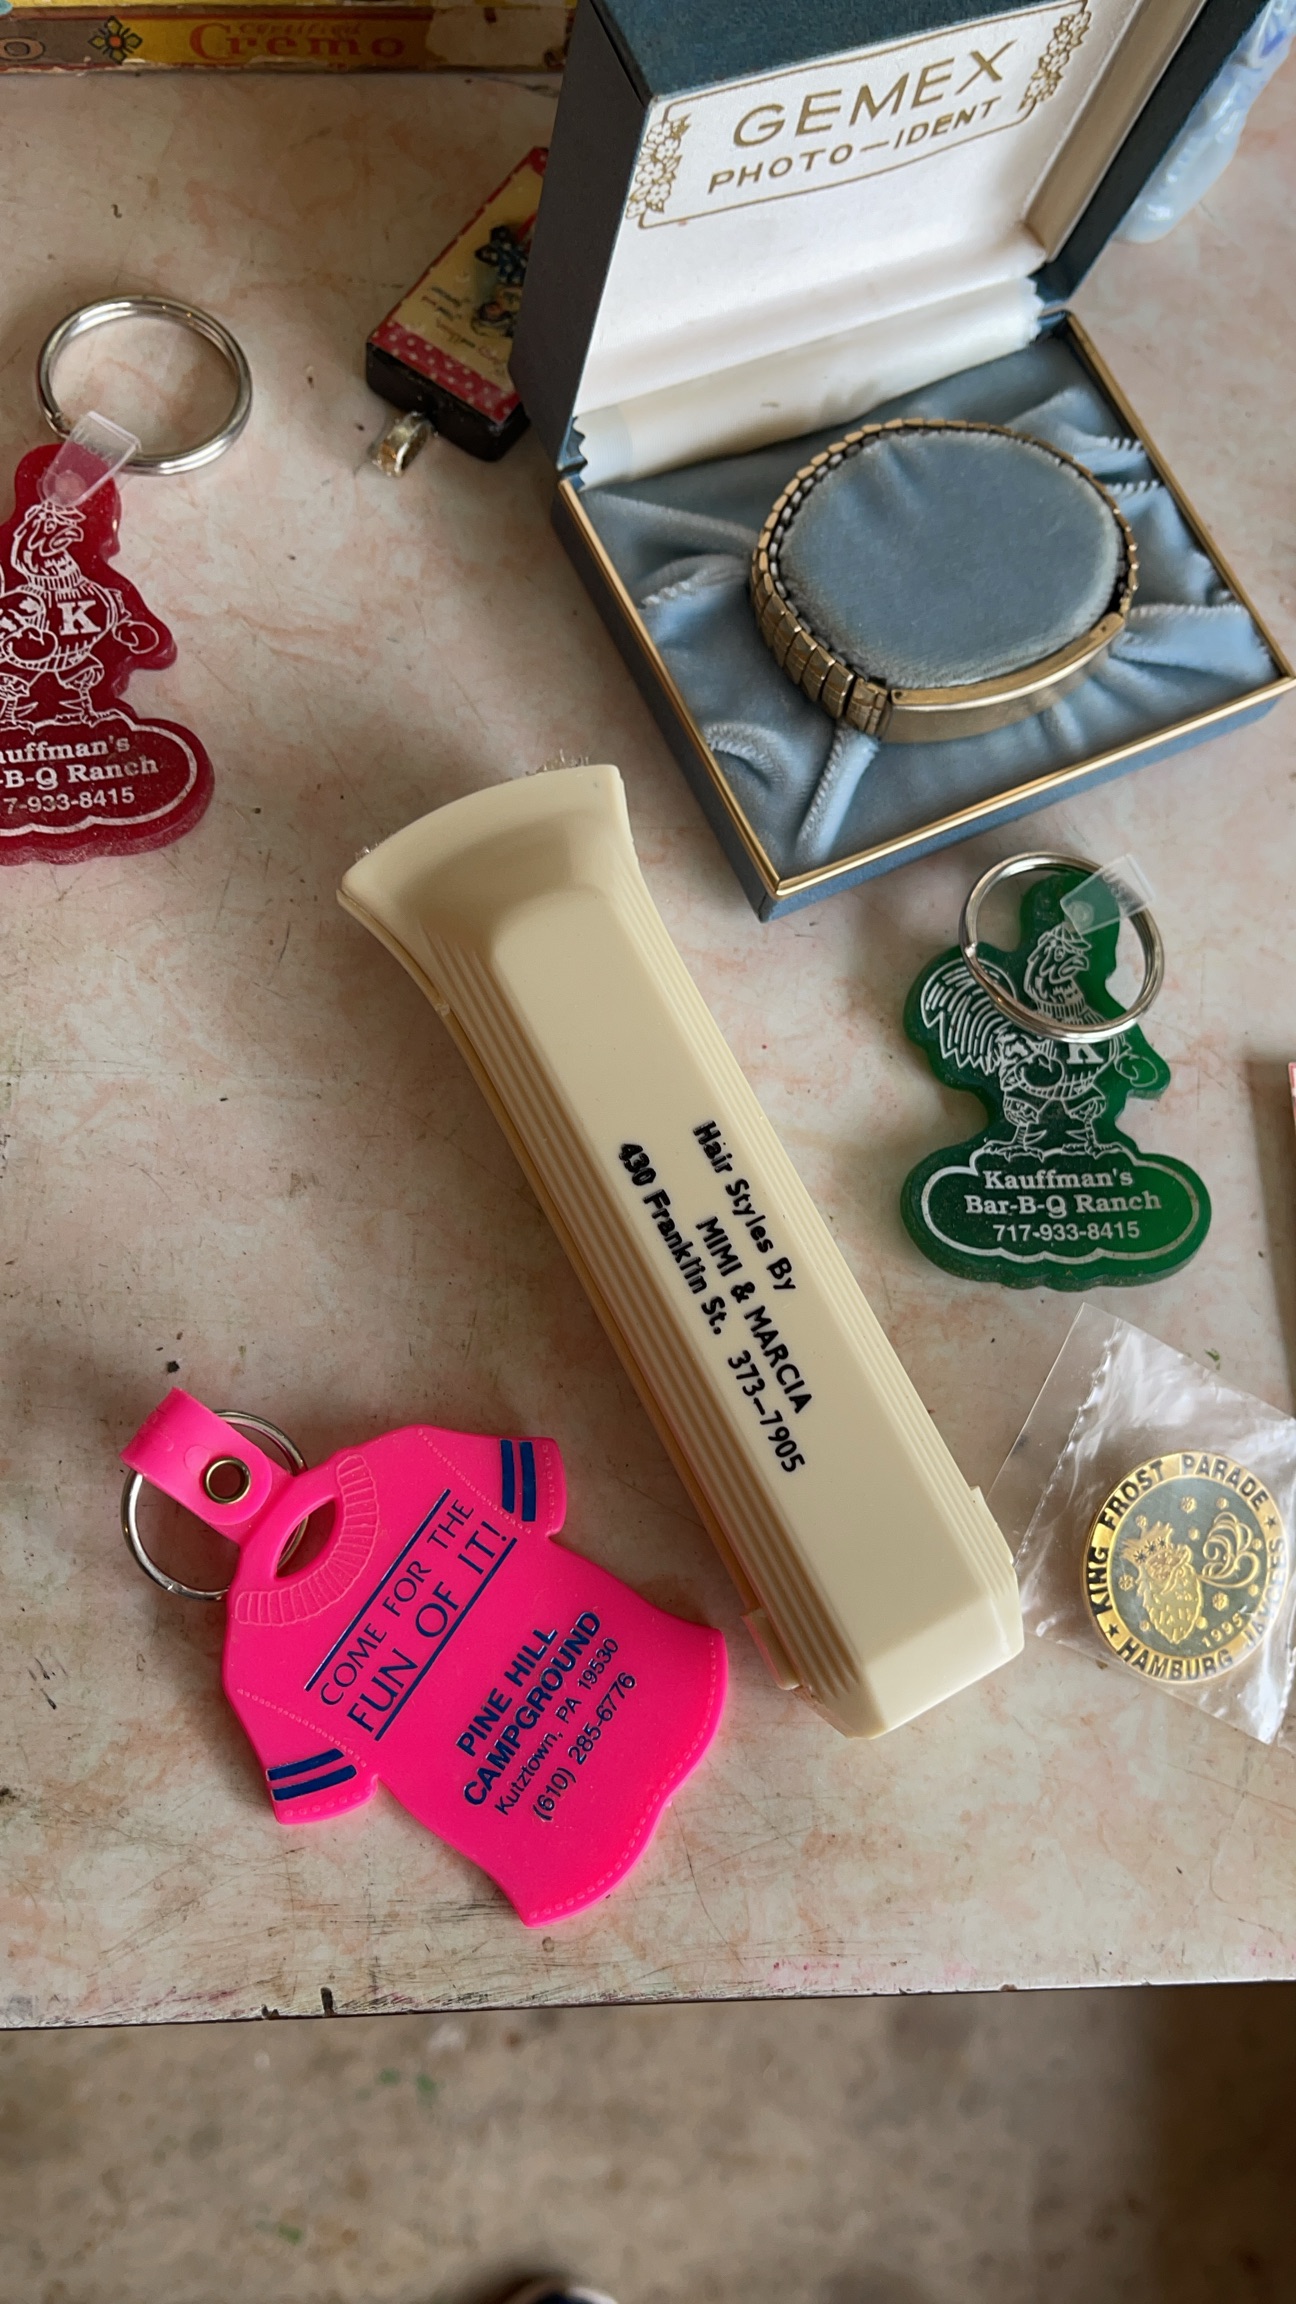 Certified
Cremo
GEMEX
PHOTO-IDENT
K
auffman's
-B-Q Ranch
7-933-8415
K
Kauffman's
Bar-B-Q Ranch
717-933-8415
Hair Styles By
MIMI & MARCIA
430 Franklin St. 373-7905
COME FOR THE
FUN OF IT!
PINE HILL
CAMPGROUND
Kutztown, PA 19530
(610) 285-6776
★ KING FROST PARADE ★
1995
HAMBURG JAYCEES